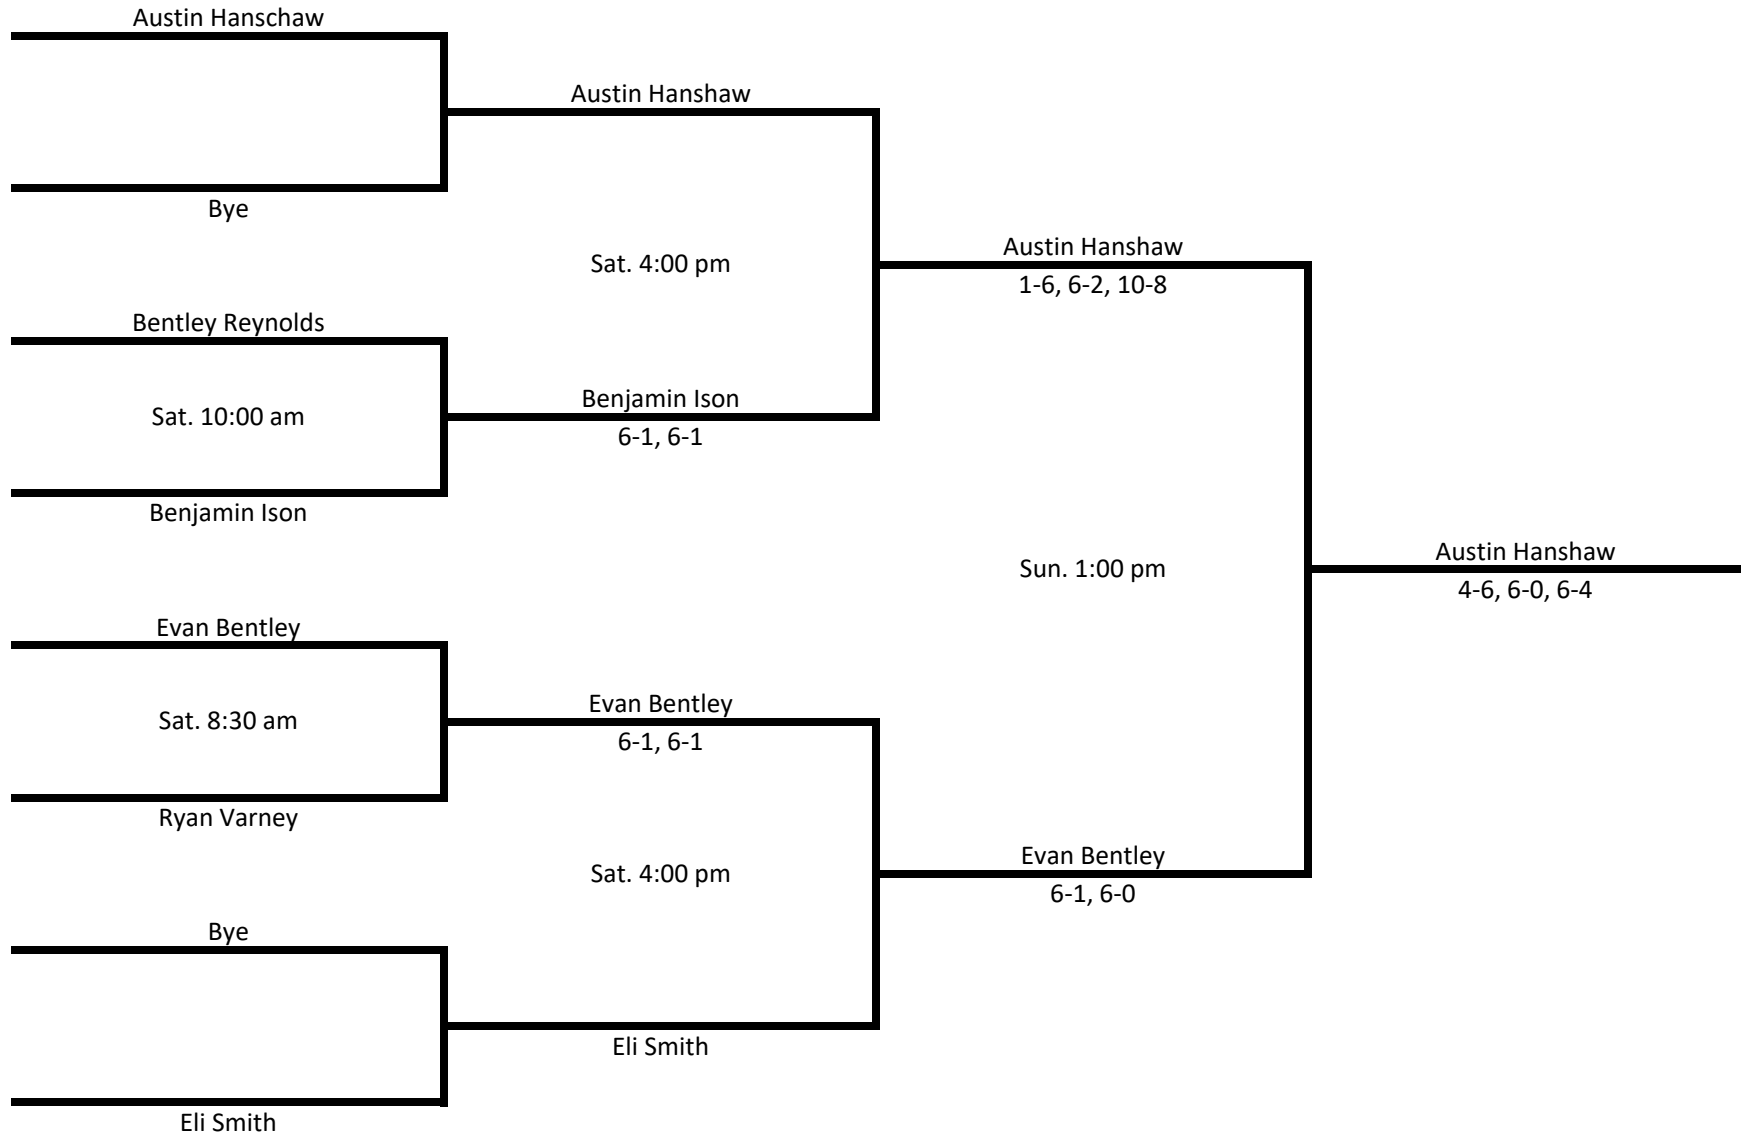 Austin Hanschaw
Austin Hanshaw
Bye
Austin Hanshaw
Sat. 4:00 pm
1-6, 6-2, 10-8
Bentley Reynolds
Benjamin Ison
Sat. 10:00 am
6-1, 6-1
Benjamin Ison
Austin Hanshaw
Sun. 1:00 pm
4-6, 6-0, 6-4
Evan Bentley
Evan Bentley
Sat. 8:30 am
6-1, 6-1
Ryan Varney
Evan Bentley
Sat. 4:00 pm
6-1, 6-0
Bye
Eli Smith
Eli Smith